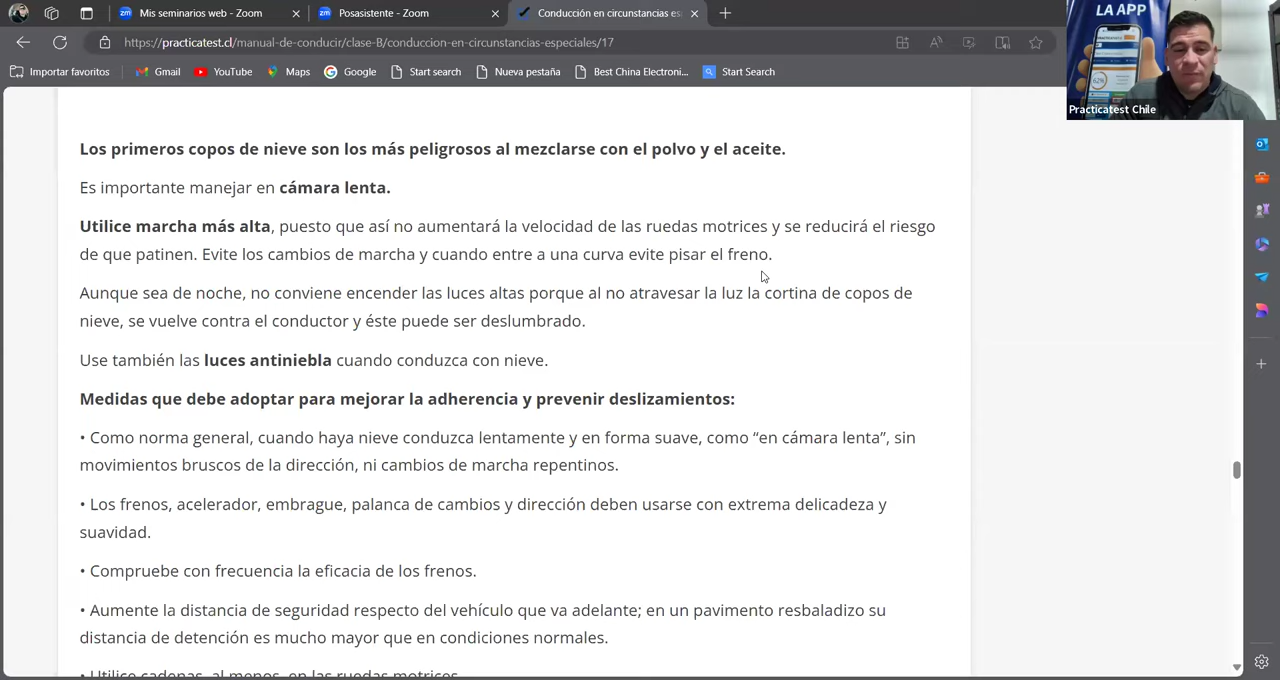 Mis seminarios web - Zoom
Posasistente - Zoom
Conducción en circunstancias es
https://practicatest.cl/manual-de-conducir/clase-B/conduccion-en-circunstancias-especiales/17
Importar favoritos
Gmail
YouTube
Maps
Google
Start search
Nueva pestaña
Best China Electroni...
Start Search
LA APP
62%
Practicatest Chile
Los primeros copos de nieve son los más peligrosos al mezclarse con el polvo y el aceite.
Es importante manejar en cámara lenta.
Utilice marcha más alta, puesto que así no aumentará la velocidad de las ruedas motrices y se reducirá el riesgo
de que patinen. Evite los cambios de marcha y cuando entre a una curva evite pisar el freno.
Aunque sea de noche, no conviene encender las luces altas porque al no atravesar la luz la cortina de copos de
nieve, se vuelve contra el conductor y éste puede ser deslumbrado.
Use también las luces antiniebla cuando conduzca con nieve.
Medidas que debe adoptar para mejorar la adherencia y prevenir deslizamientos:
• Como norma general, cuando haya nieve conduzca lentamente y en forma suave, como “en cámara lenta”, sin
movimientos bruscos de la dirección, ni cambios de marcha repentinos.
• Los frenos, acelerador, embrague, palanca de cambios y dirección deben usarse con extrema delicadeza y
suavidad.
• Compruebe con frecuencia la eficacia de los frenos.
• Aumente la distancia de seguridad respecto del vehículo que va adelante; en un pavimento resbaladizo su
distancia de detención es mucho mayor que en condiciones normales.
• Utilice cadenas, al menos, en las ruedas motrices.